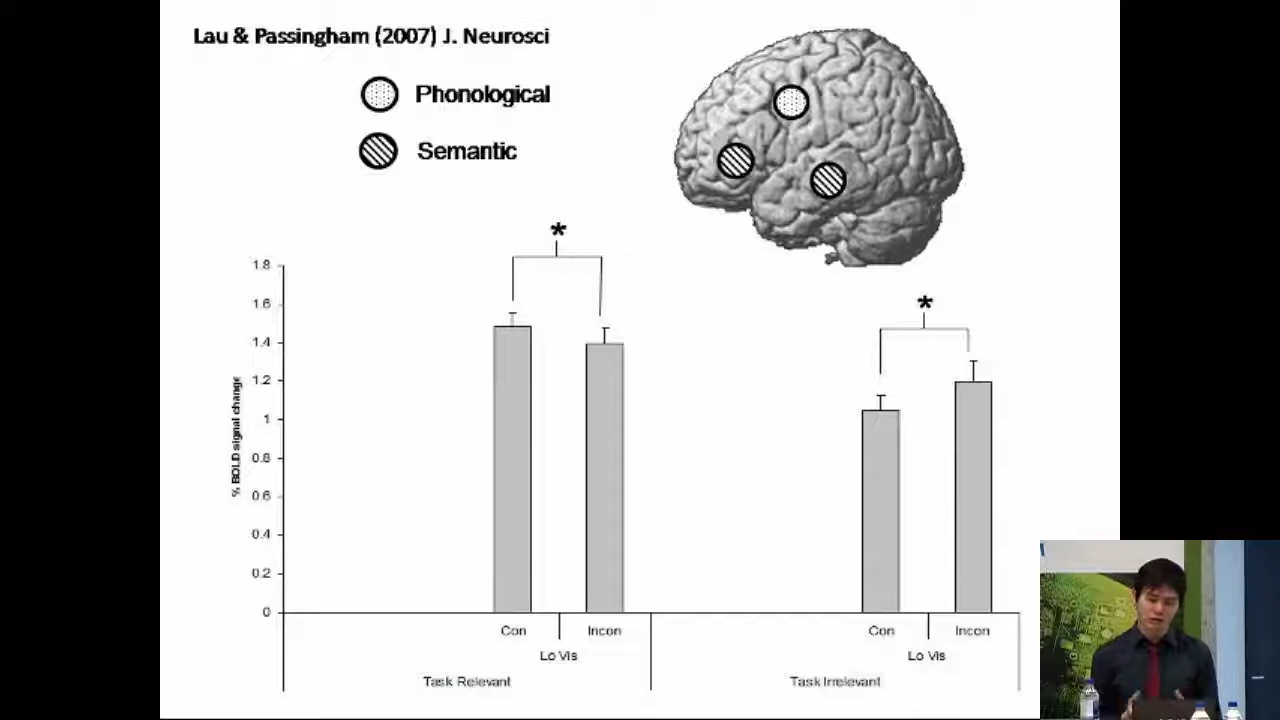 Lau & Passingham (2007) J. Neurosci
Phonological
Semantic
*
*
1.8
1.6
1.4
1.2
1
0.8
0.6
0.4
0.2
0
% BOLD signal change
Con Incon Con Incon
Lo Vis Lo Vis
Task Relevant Task Irrelevant